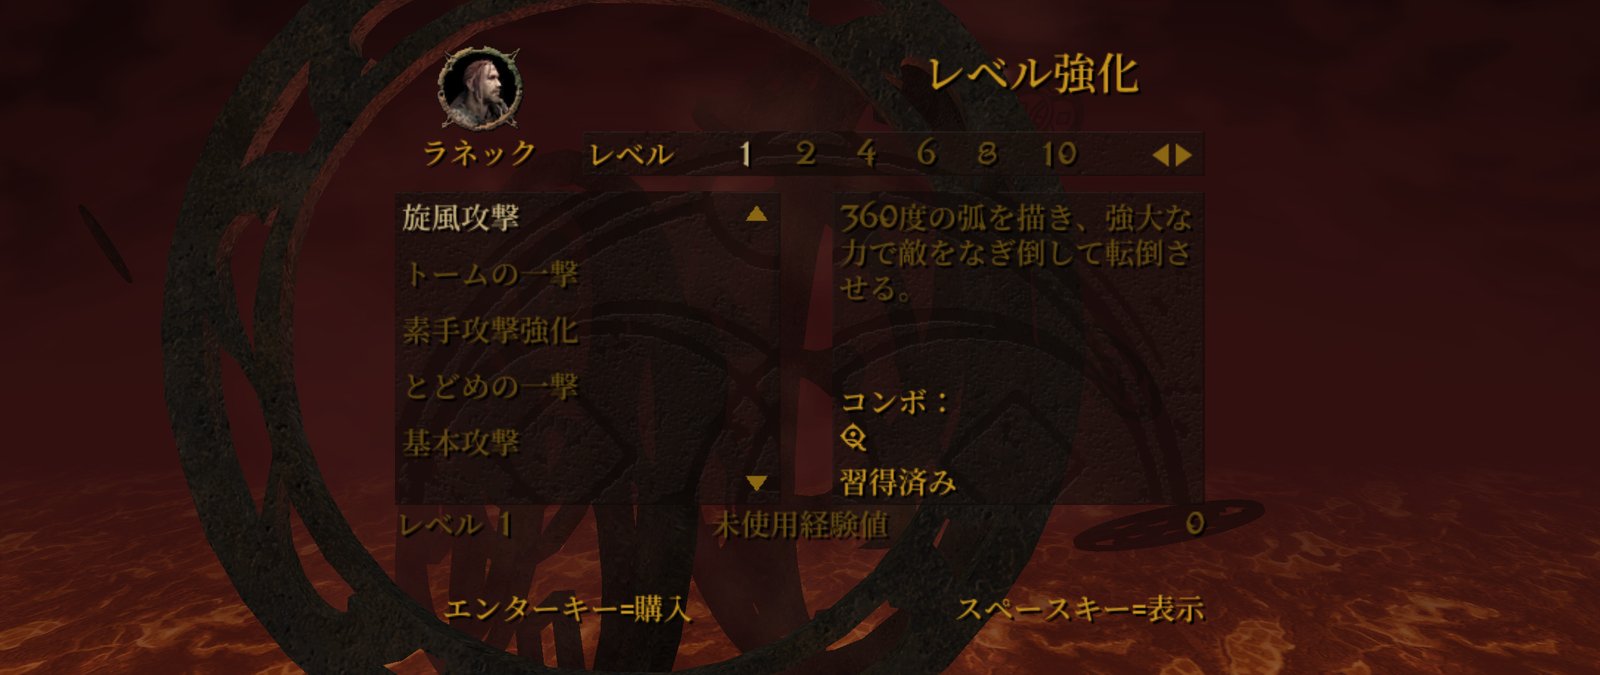 レベル強化
ラネック
レベル 1 2 4 6 8 10
旋風攻撃
トームの一撃
素手攻撃強化
とどめの一撃
基本攻撃
360度の弧を描き、強大な
力で敵をなぎ倒して転倒さ
せる。
コンボ：
習得済み
レベル 1
未使用経験値 0
エンターキー=購入
スペースキー=表示